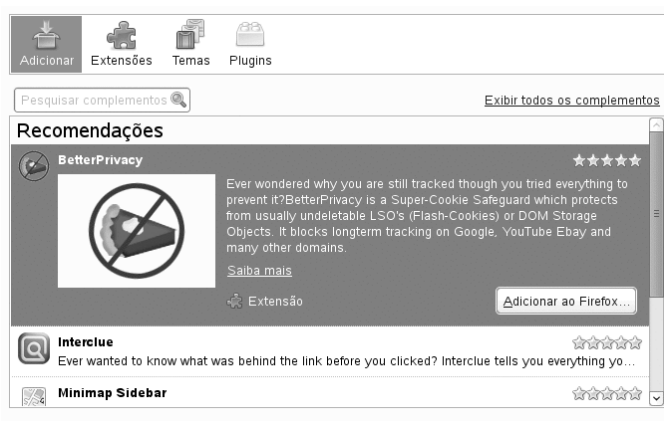 Adicionar Extensões Temas Plugins
Pesquisar complementos Exibir todos os complementos
Recomendações
BetterPrivacy
Ever wondered why you are still tracked though you tried everything to
prevent it?BetterPrivacy is a Super-Cookie Safeguard which protects
from usually undeletable LSO's (Flash-Cookies) or DOM Storage
Objects. It blocks longterm tracking on Google, YouTube Ebay and
many other domains.
Saiba mais
Extensão Adicionar ao Firefox...
Interclue
Ever wanted to know what was behind the link before you clicked? Interclue tells you everything yo...
Minimap Sidebar